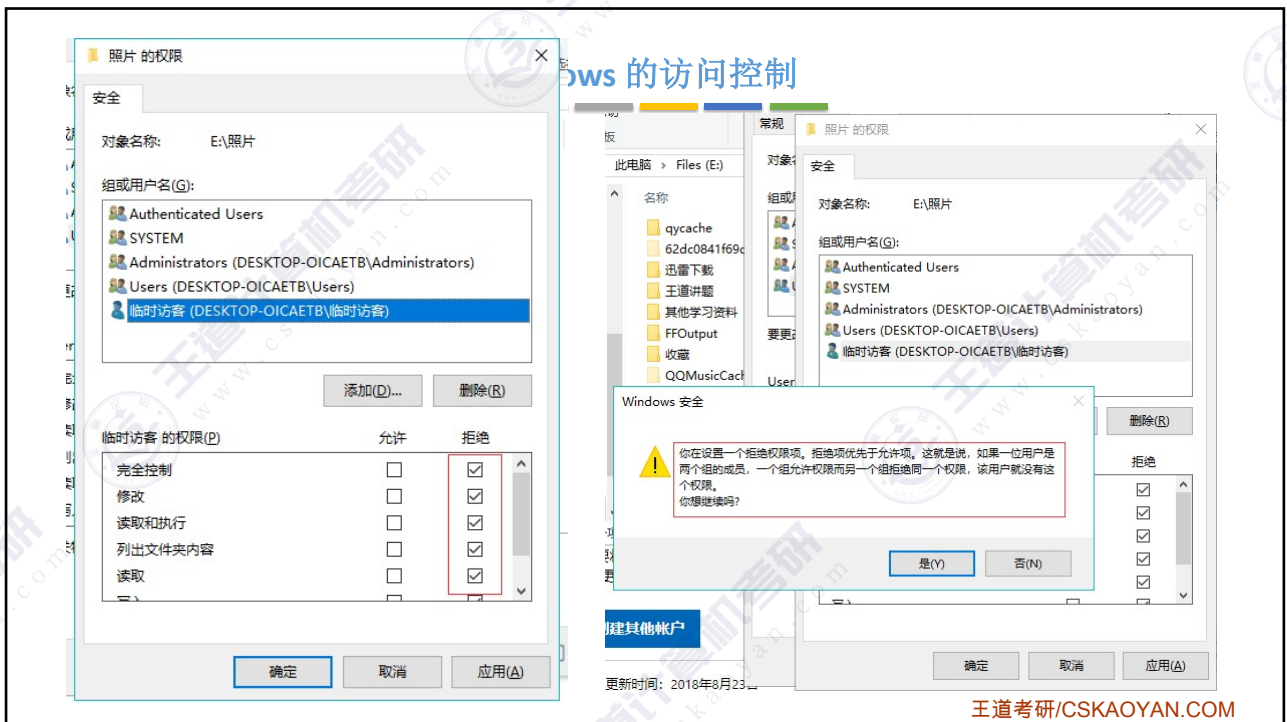 ows 的访问控制
照片 的权限
安全
对象名称: E:\照片
组或用户名(G):
Authenticated Users
SYSTEM
Administrators (DESKTOP-OICAETB\Administrators)
Users (DESKTOP-OICAETB\Users)
临时访客 (DESKTOP-OICAETB\临时访客)
添加(D)...
删除(R)
临时访客 的权限(P) 允许 拒绝
完全控制
修改
读取和执行
列出文件夹内容
读取
确定
取消
应用(A)
板
此电脑 › Files (E:)
名称
qycache
62dc0841f69c
迅雷下载
王道讲题
其他学习资料
FFOutput
收藏
QQMusicCach
建其他帐户
更新时间: 2018年8月23
常规
对象
组或
要更
User
照片 的权限
安全
对象名称: E:\照片
组或用户名(G):
Authenticated Users
SYSTEM
Administrators (DESKTOP-OICAETB\Administrators)
Users (DESKTOP-OICAETB\Users)
临时访客 (DESKTOP-OICAETB\临时访客)
删除(R)
拒绝
Windows 安全
你在设置一个拒绝权限项。拒绝项优先于允许项。这就是说，如果一位用户是
两个组的成员，一个组允许权限而另一个组拒绝同一个权限，该用户就没有这
个权限。
你想继续吗?
是(Y)
否(N)
确定
取消
应用(A)
王道考研/CSKAOYAN.COM